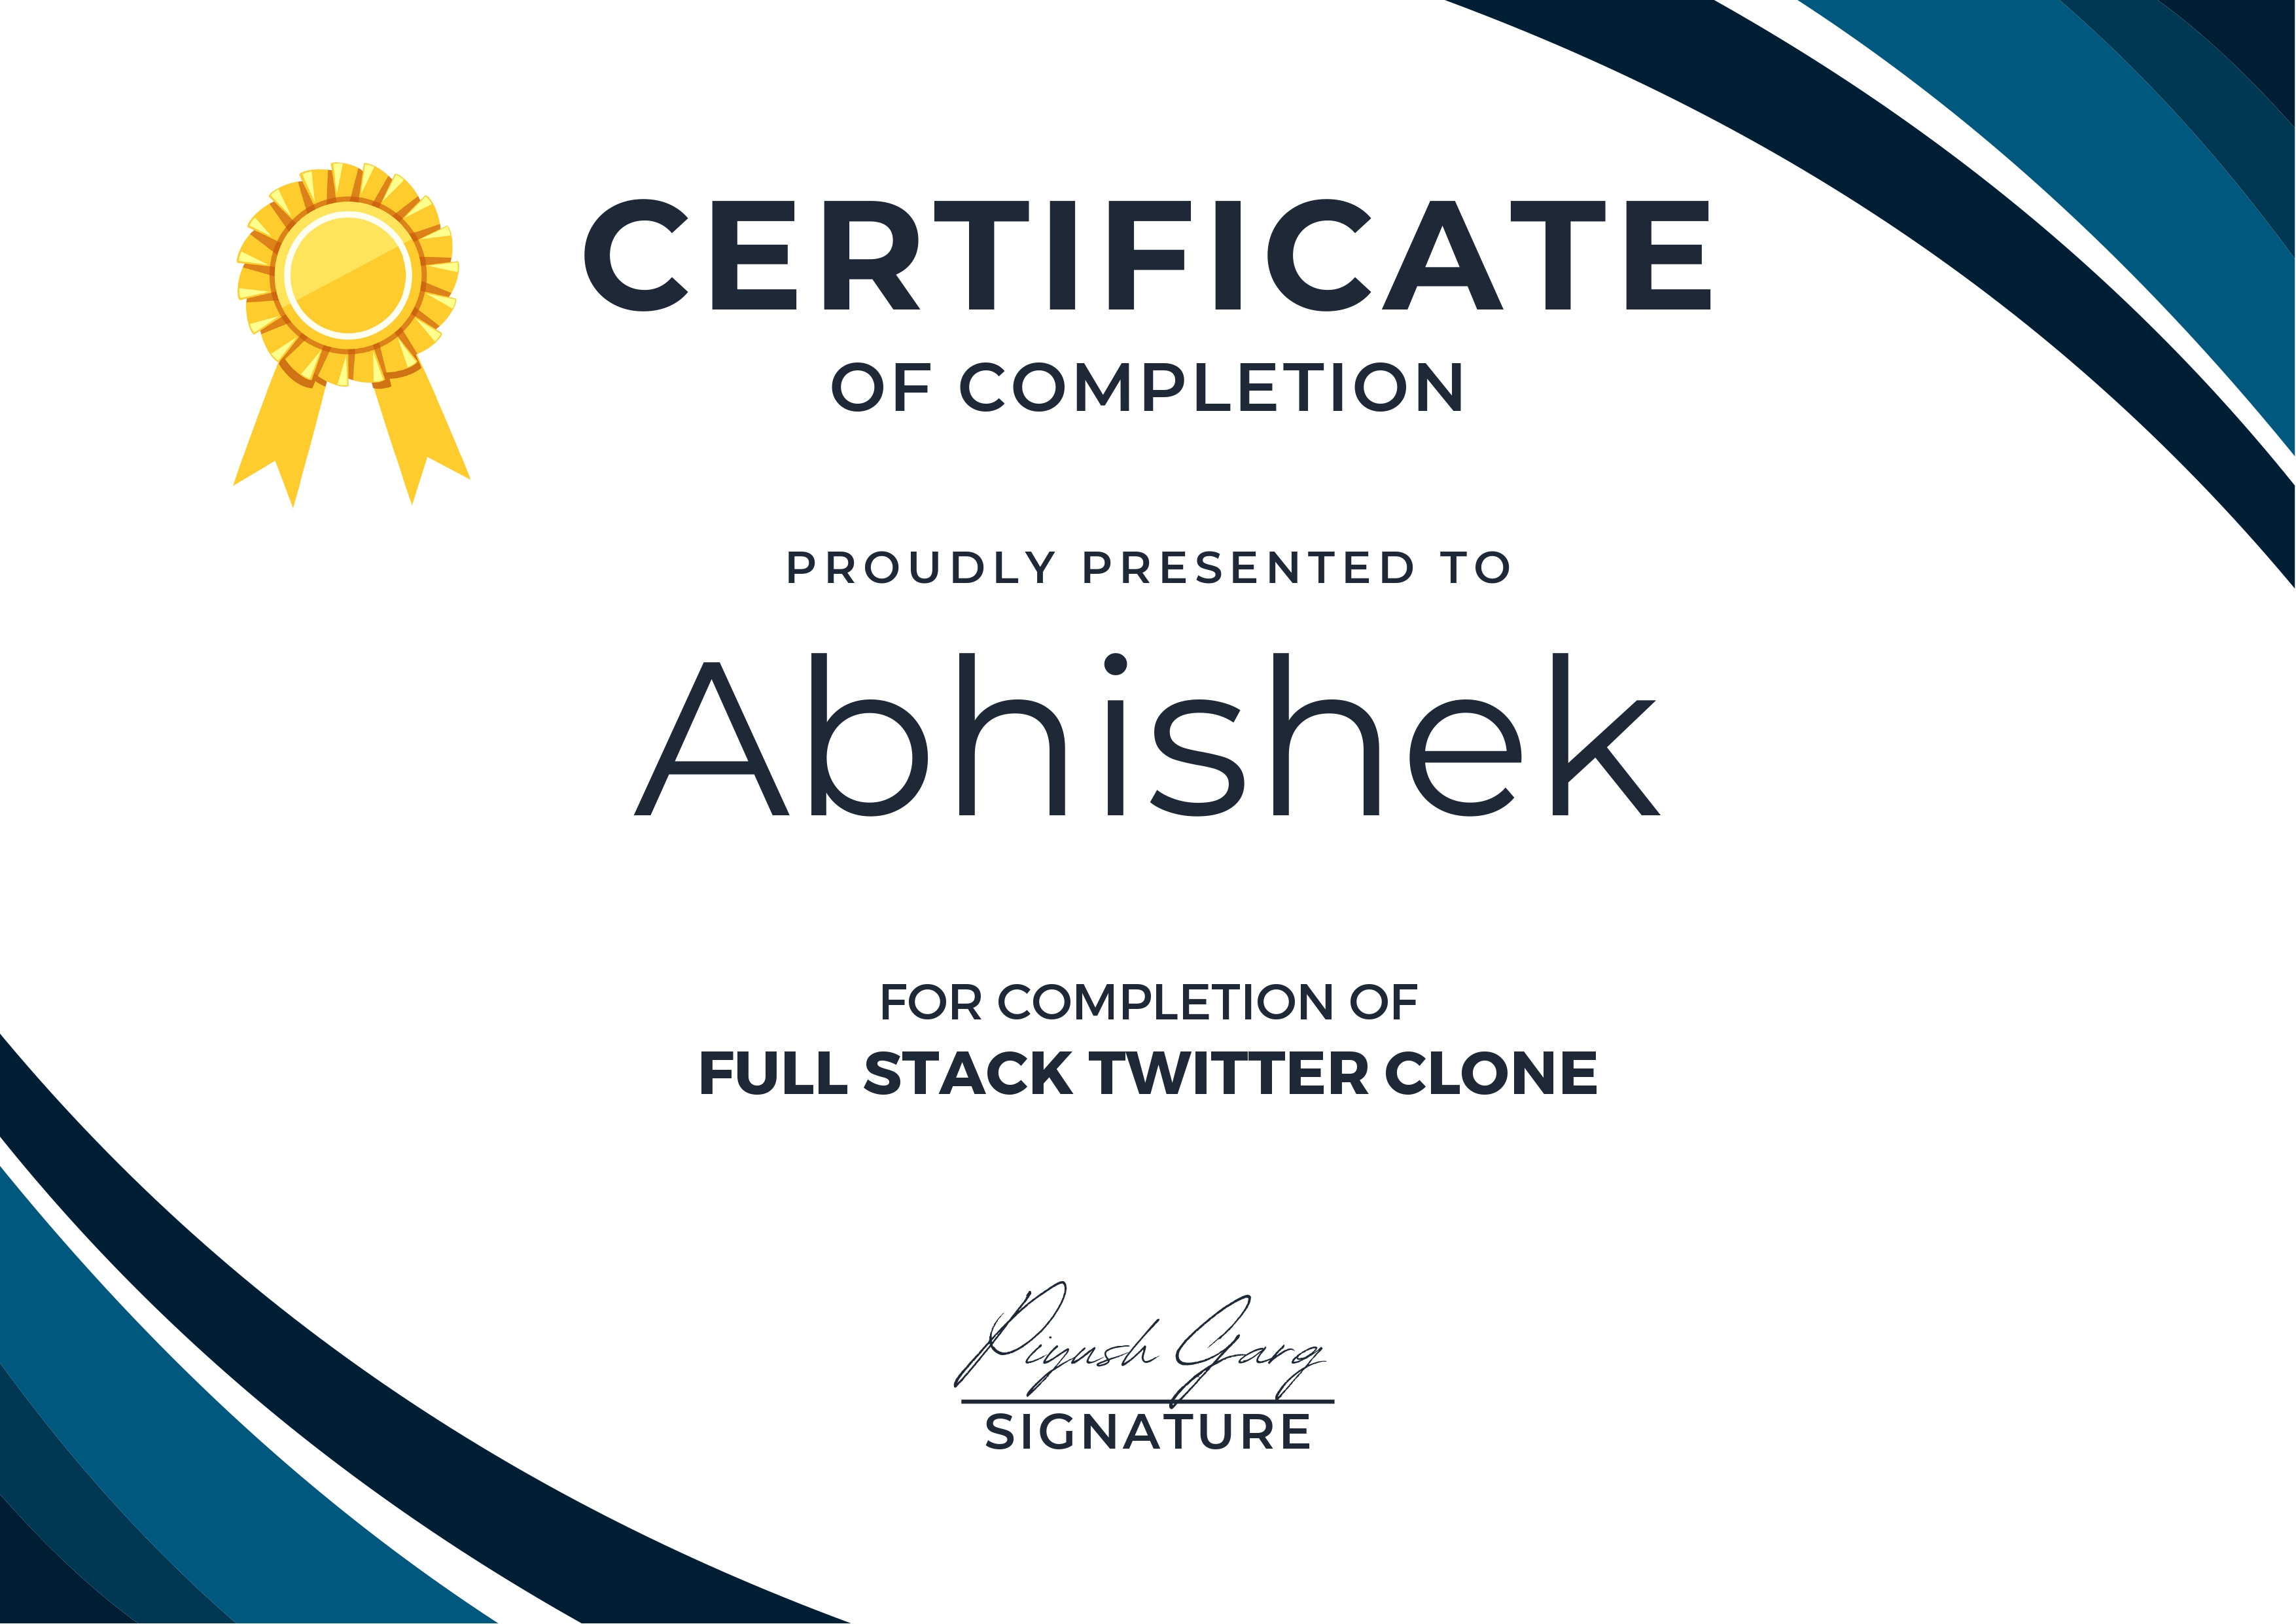 CERTIFICATE
OF COMPLETION
PROUDLY PRESENTED TO
Abhishek
FOR COMPLETION OF
FULL STACK TWITTER CLONE
Piyush Garg
SIGNATURE